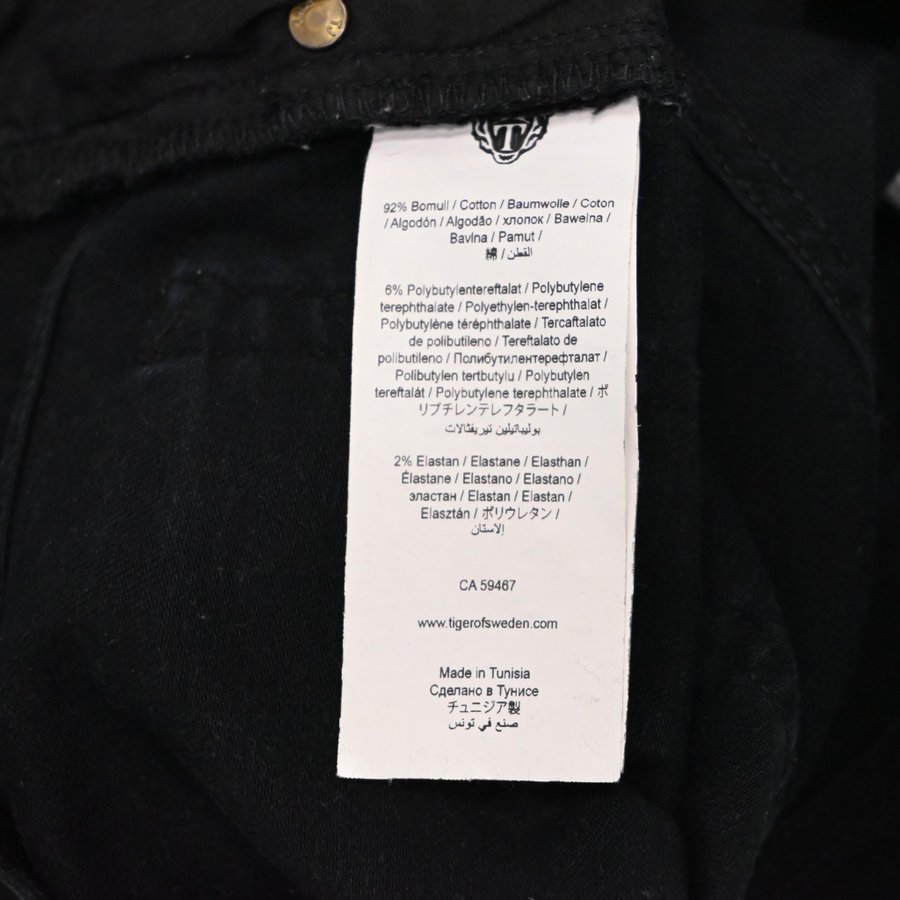 T
92% Bomull / Cotton / Baumwolle / Coton
/ Algodón / Algodão / хлопок / Bawełna /
Bavlna / Pamut /
綿 / القطن
6% Polybutylentereftalat / Polybutylene
terephthalate / Polyethylen-terephthalat /
Polybutylène téréphthalate / Tercaftalato
de polibutileno / Tereftalato de
polibutileno / Полибутилентерефталат /
Polibutylen tertbutylu / Polybutylen
tereftalát / Polybutylene terephthalate / ポ
リブチレンテレフタラート /
بوليباتيلين تيريفثالات
2% Elastan / Elastane / Elasthan /
Élastane / Elastano / Elastano /
эластан / Elastan / Elastan /
Elasztán / ポリウレタン /
إلاستان
CA 59467
www.tigerofsweden.com
Made in Tunisia
Сделано в Тунисе
チュニジア製
صنع في تونس